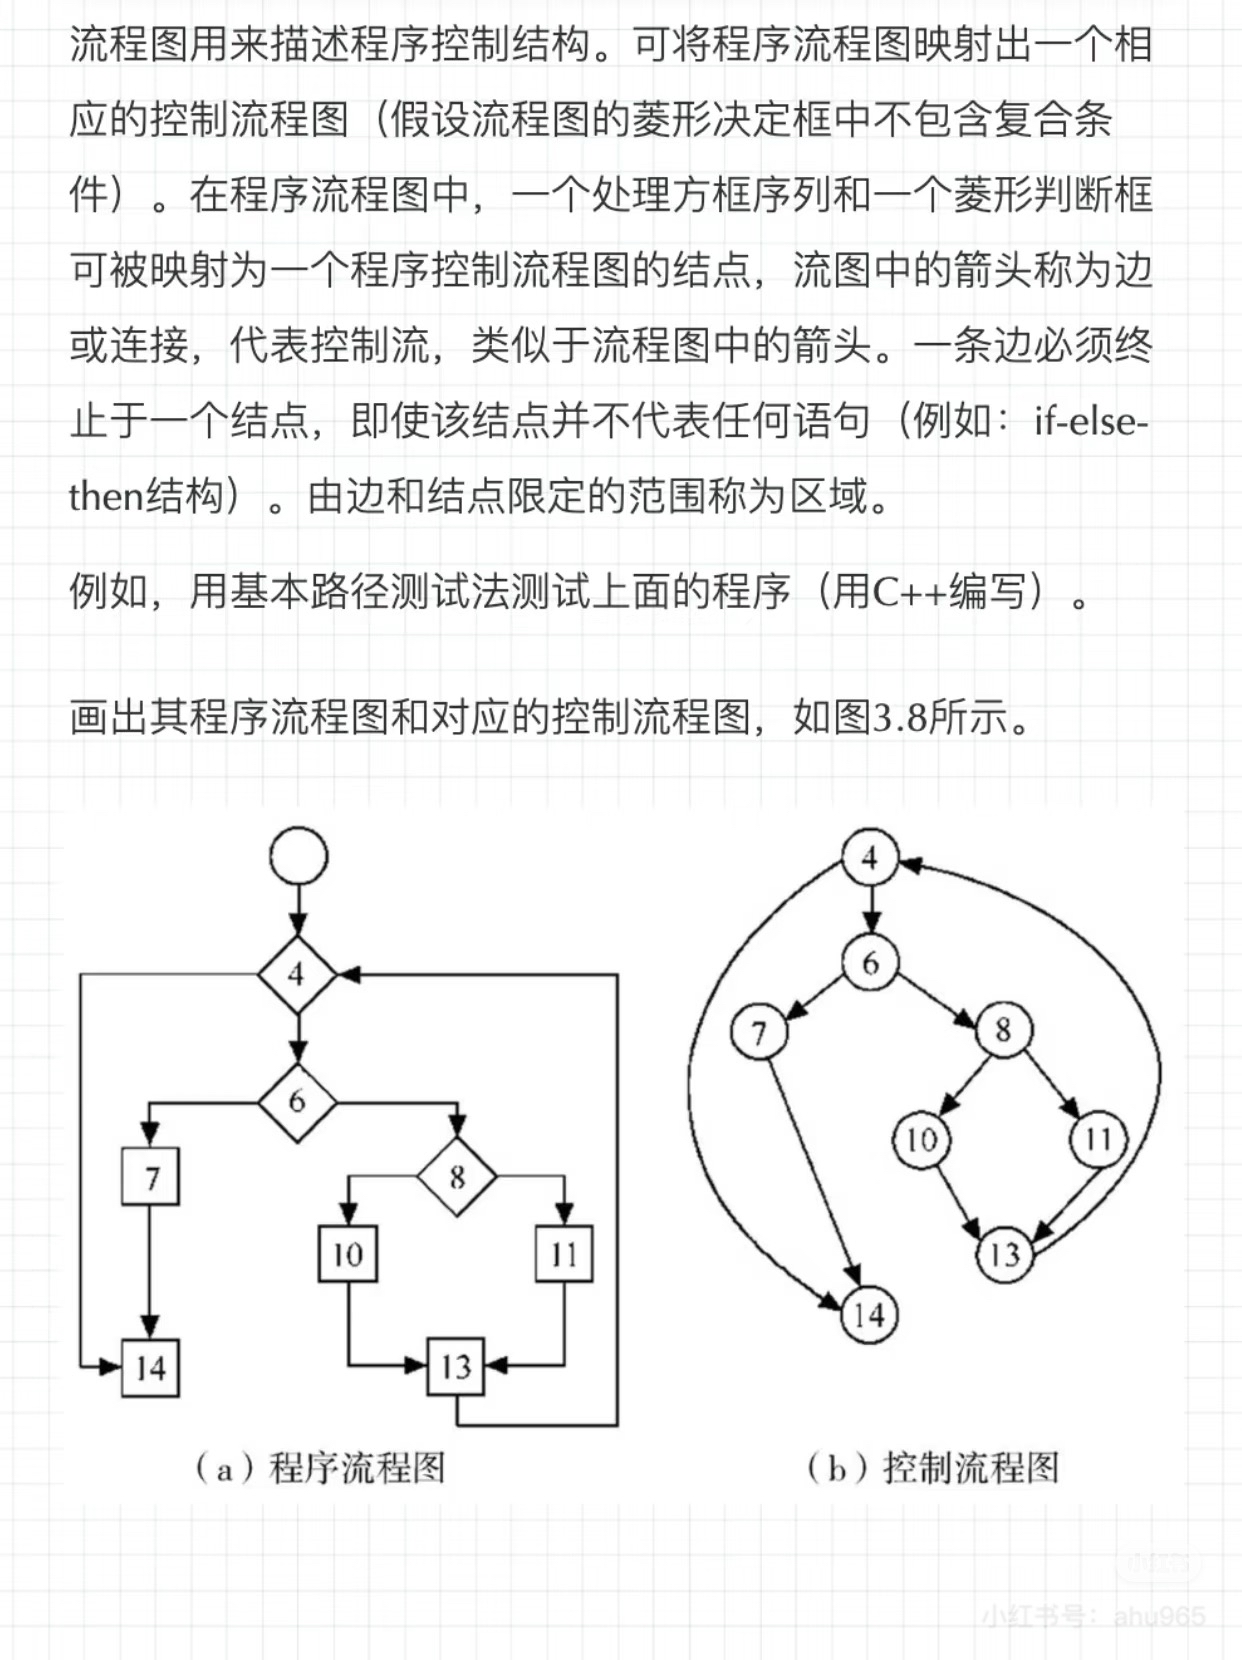 流程图用来描述程序控制结构。可将程序流程图映射出一个相
应的控制流程图（假设流程图的菱形决定框中不包含复合条
件）。在程序流程图中，一个处理方框序列和一个菱形判断框
可被映射为一个程序控制流程图的结点，流图中的箭头称为边
或连接，代表控制流，类似于流程图中的箭头。一条边必须终
止于一个结点，即使该结点并不代表任何语句（例如：if-else-
then结构）。由边和结点限定的范围称为区域。
例如，用基本路径测试法测试上面的程序（用C++编写）。
画出其程序流程图和对应的控制流程图，如图3.8所示。
4
6
7
8
10
11
13
14
（a）程序流程图
4
6
7
8
10
11
13
14
（b）控制流程图
小红书
小红书号：ahu965